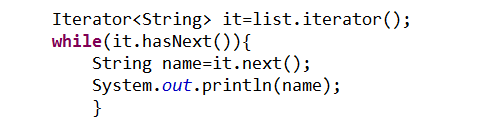 Iterator<String> it=list.iterator();
while(it.hasNext()){
    String name=it.next();
    System.out.println(name);
    }